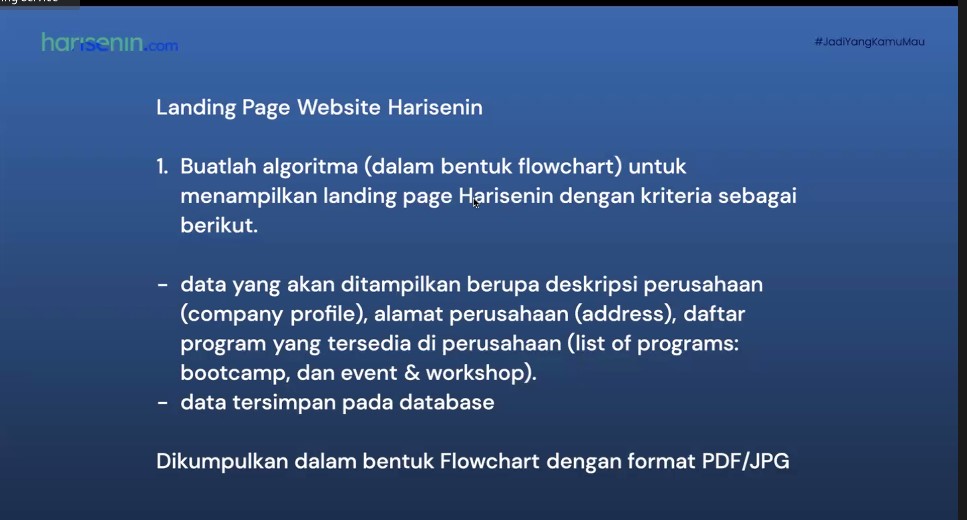 ing Service
harisenin.com
#JadiYangKamuMau
Landing Page Website Harisenin
1. Buatlah algoritma (dalam bentuk flowchart) untuk
menampilkan landing page Harisenin dengan kriteria sebagai
berikut.
- data yang akan ditampilkan berupa deskripsi perusahaan
(company profile), alamat perusahaan (address), daftar
program yang tersedia di perusahaan (list of programs:
bootcamp, dan event & workshop).
- data tersimpan pada database
Dikumpulkan dalam bentuk Flowchart dengan format PDF/JPG